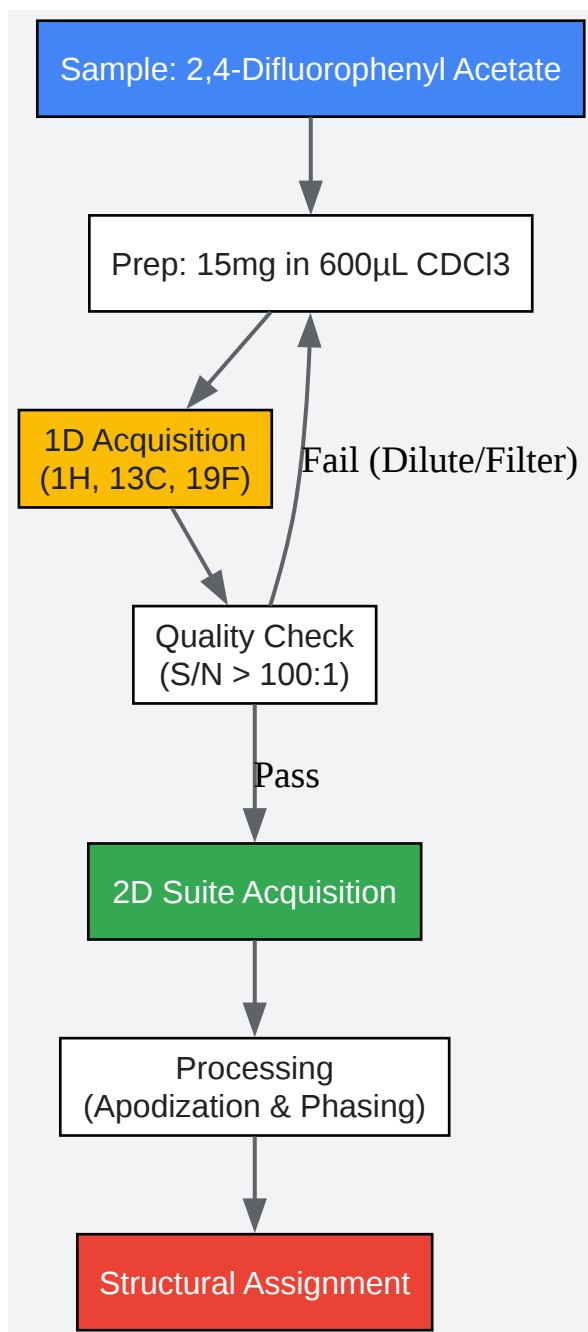 Sample: 2,4-Difluorophenyl Acetate
Prep: 15mg in 600µL CDCl3
1D Acquisition
(1H, 13C, 19F)
Fail (Dilute/Filter)
Quality Check
(S/N > 100:1)
Pass
2D Suite Acquisition
Processing
(Apodization & Phasing)
Structural Assignment